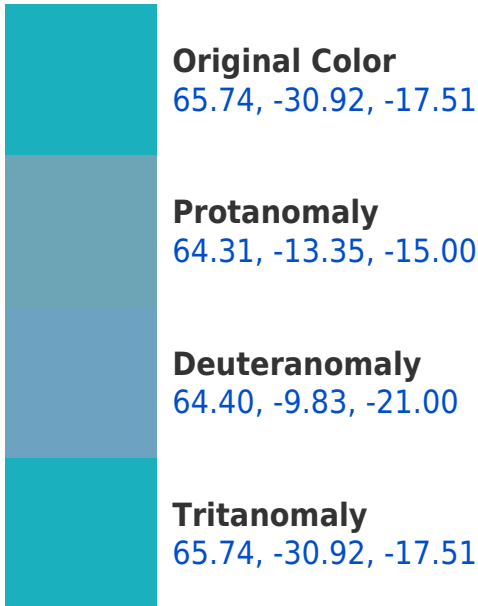 Original Color
65.74, -30.92, -17.51
Protanomaly
64.31, -13.35, -15.00
Deuteranomaly
64.40, -9.83, -21.00
Tritanomaly
65.74, -30.92, -17.51